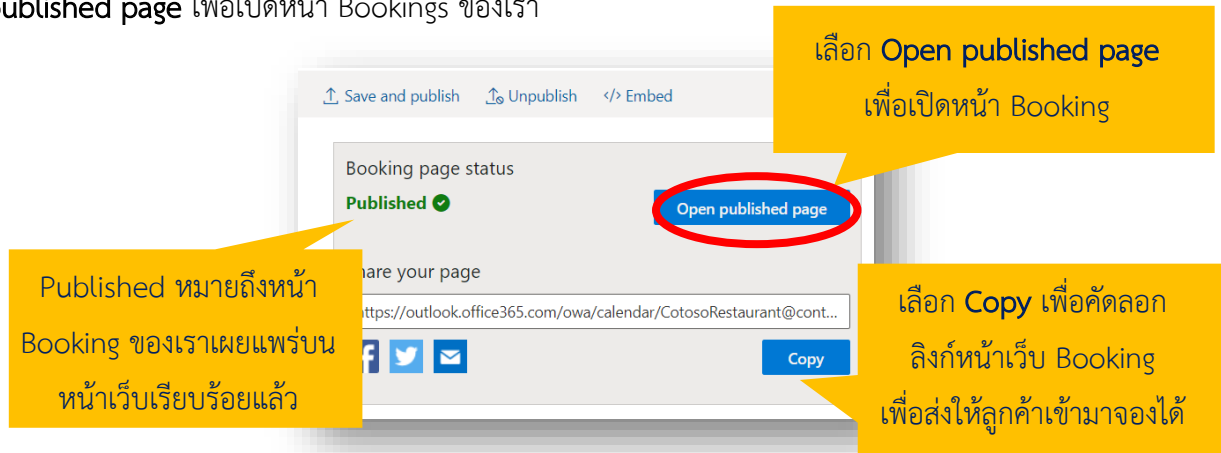 published page เพื่อเปิดหน้า Bookings ของเรา
เลือก Open published page
เพื่อเปิดหน้า Booking
Save and publish Unpublish </> Embed
Booking page status
Published
Open published page
Published หมายถึงหน้า
Booking ของเราเผยแพร่บน
หน้าเว็บเรียบร้อยแล้ว
hare your page
ttps://outlook.office365.com/owa/calendar/CotosoRestaurant@cont...
Copy
เลือก Copy เพื่อคัดลอก
ลิงก์หน้าเว็บ Booking
เพื่อส่งให้ลูกค้าเข้ามาจองได้